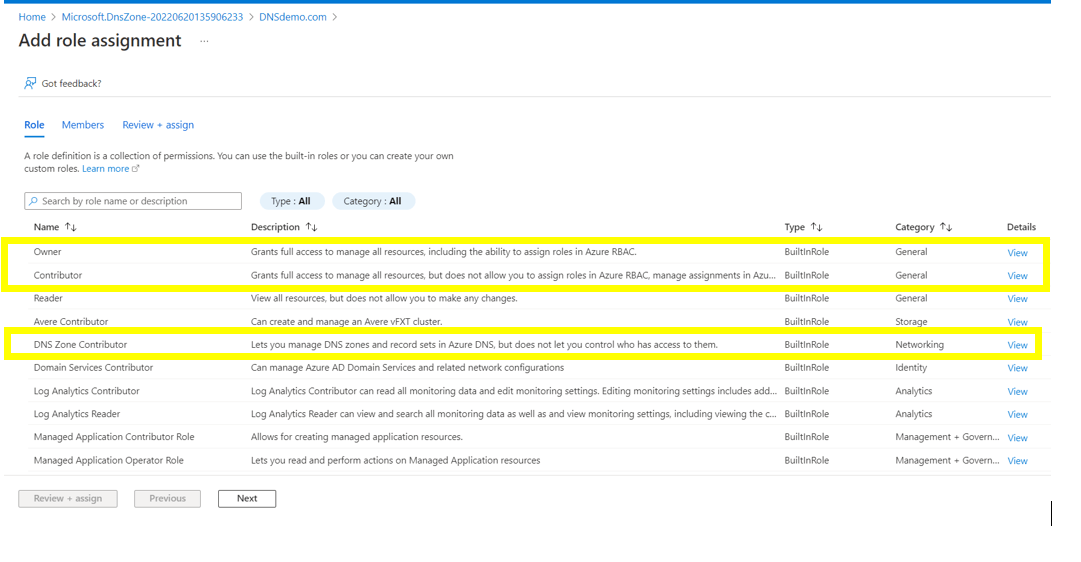 Home > Microsoft.DnsZone-20220620135906233 > DNSdemo.com >
Add role assignment ...
Got feedback?
Role Members Review + assign
A role definition is a collection of permissions. You can use the built-in roles or you can create your own
custom roles. Learn more
Search by role name or description Type : All Category : All
Name ↑↓ Description ↑↓ Type ↑↓ Category ↑↓ Details
Owner Grants full access to manage all resources, including the ability to assign roles in Azure RBAC. BuiltInRole General View
Contributor Grants full access to manage all resources, but does not allow you to assign roles in Azure RBAC, manage assignments in Azu... BuiltInRole General View
Reader View all resources, but does not allow you to make any changes. BuiltInRole General View
Avere Contributor Can create and manage an Avere vFXT cluster. BuiltInRole Storage View
DNS Zone Contributor Lets you manage DNS zones and record sets in Azure DNS, but does not let you control who has access to them. BuiltInRole Networking View
Domain Services Contributor Can manage Azure AD Domain Services and related network configurations BuiltInRole Identity View
Log Analytics Contributor Log Analytics Contributor can read all monitoring data and edit monitoring settings. Editing monitoring settings includes add... BuiltInRole Analytics View
Log Analytics Reader Log Analytics Reader can view and search all monitoring data as well as and view monitoring settings, including viewing the c... BuiltInRole Analytics View
Managed Application Contributor Role Allows for creating managed application resources. BuiltInRole Management + Govern... View
Managed Application Operator Role Lets you read and perform actions on Managed Application resources BuiltInRole Management + Govern... View
Review + assign Previous Next